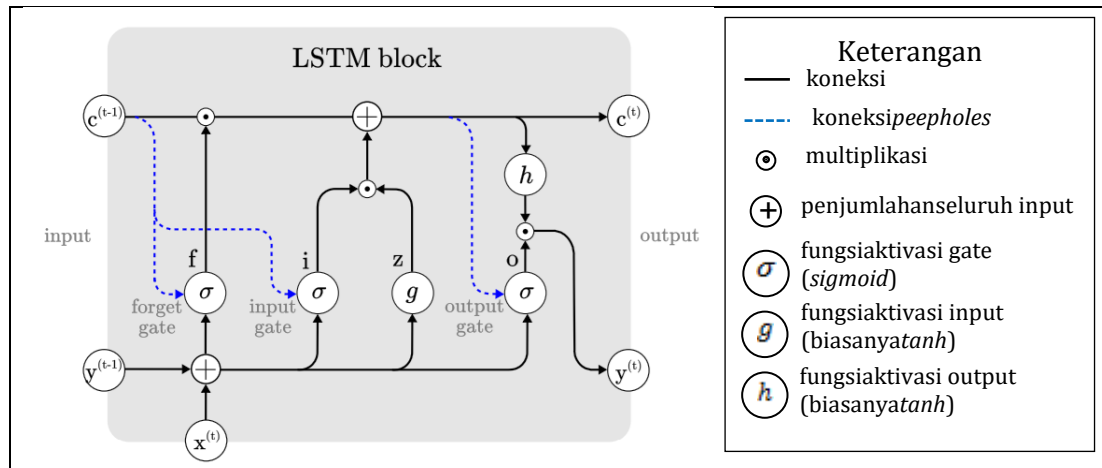 LSTM block
c(t-1)
c(t)
h
input
output
f
i
z
o
σ
σ
g
σ
forget
gate
input
gate
output
gate
y(t-1)
y(t)
x(t)
Keterangan
koneksi
koneksipeepholes
multiplikasi
penjumlahanseluruh input
σ
fungsiaktivasi gate
(sigmoid)
g
fungsiaktivasi input
(biasanyatanh)
h
fungsiaktivasi output
(biasanyatanh)